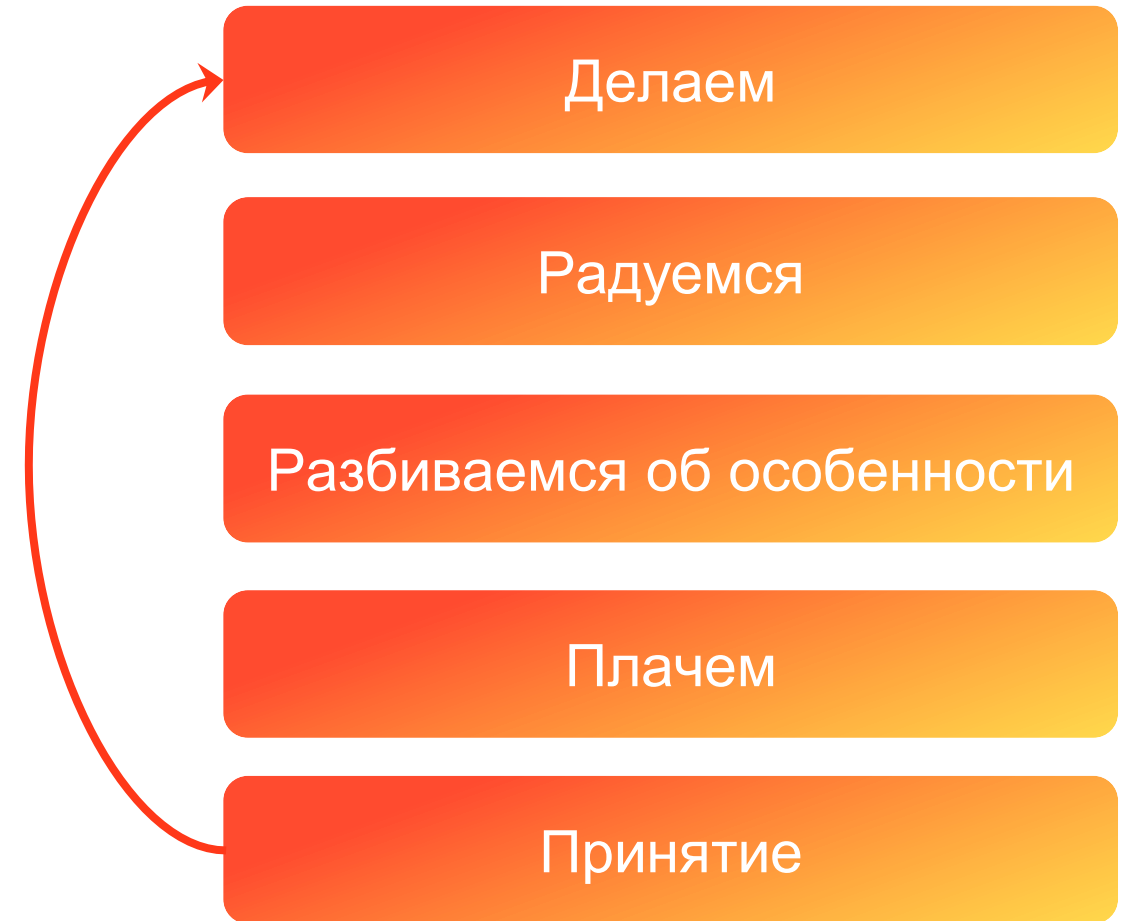 Делаем
Радуемся
Разбиваемся об особенности
Плачем
Принятие